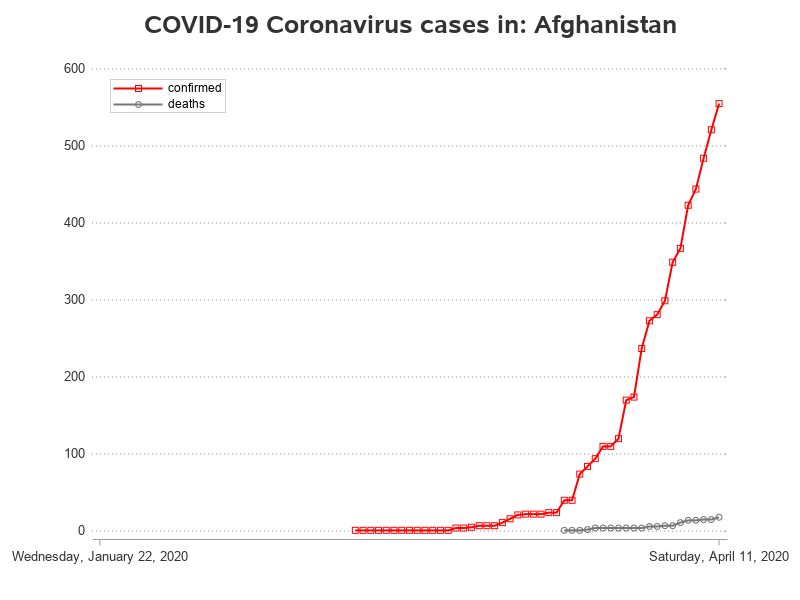 COVID-19 Coronavirus cases in: Afghanistan
600
confirmed
deaths
500
400
300
200
100
0
Wednesday, January 22, 2020
Saturday, April 11, 2020